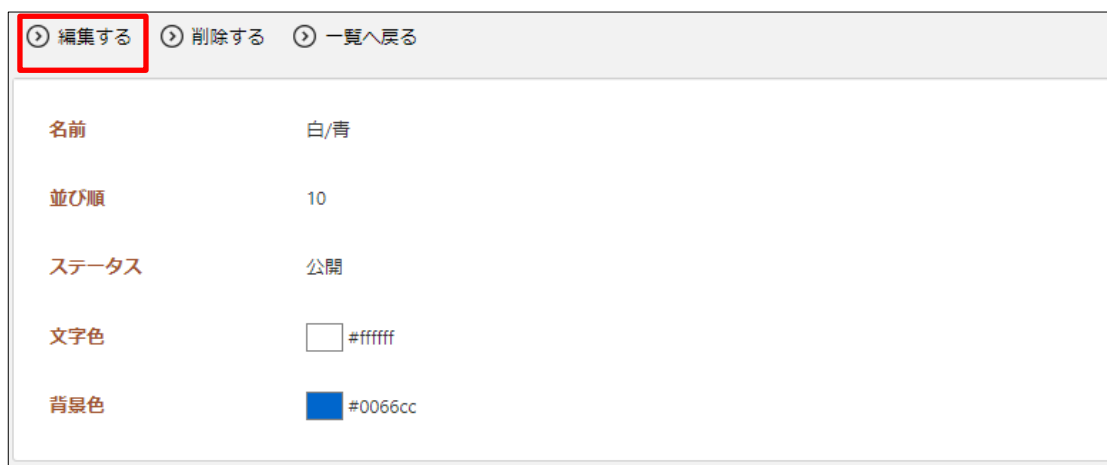 編集する 削除する 一覧へ戻る
名前 白/青
並び順 10
ステータス 公開
文字色 #ffffff
背景色 #0066cc